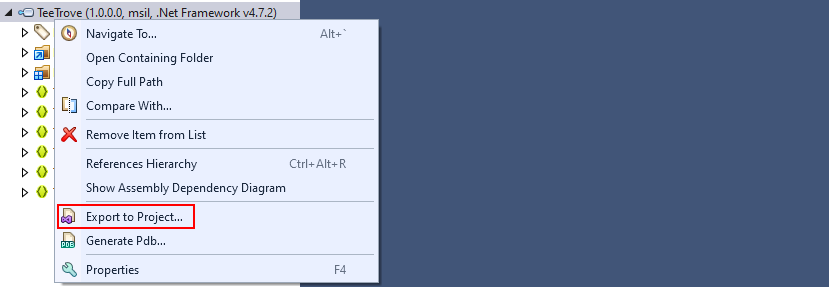 TeeTrove (1.0.0.0, msil, .Net Framework v4.7.2)
Navigate To... Alt+`
Open Containing Folder
Copy Full Path
Compare With...
Remove Item from List
References Hierarchy Ctrl+Alt+R
Show Assembly Dependency Diagram
Export to Project...
PDB Generate Pdb...
Properties F4